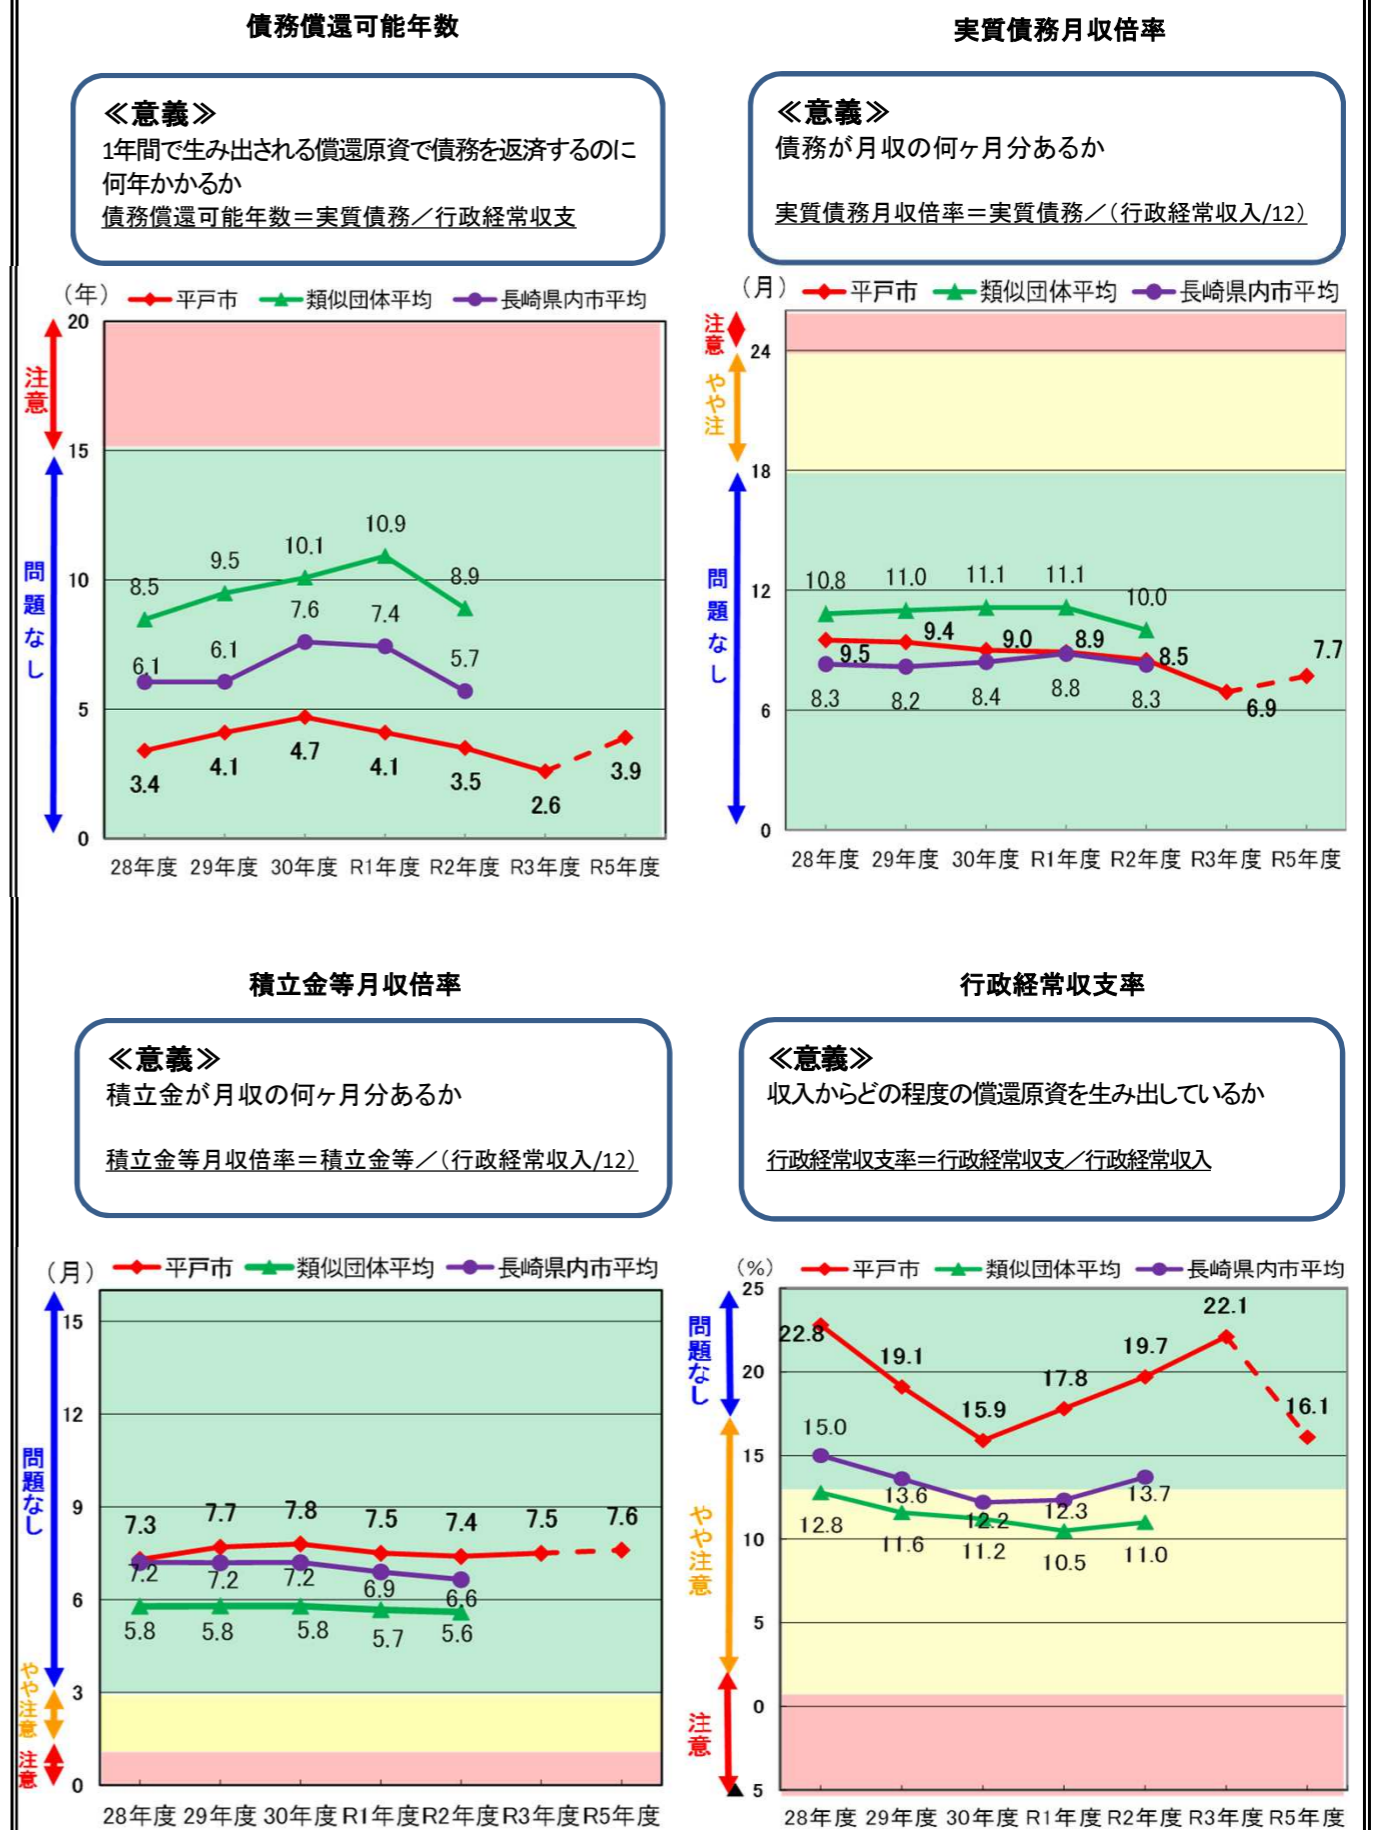 債務償還可能年数
≪意義≫
1年間で生み出される償還原資で債務を返済するのに
何年かかるか
債務償還可能年数＝実質債務／行政経常収支
（年） 平戸市 類似団体平均 長崎県内市平均
注意
問題なし
20
15
10
5
0
8.5 9.5 10.1 10.9 8.9
6.1 6.1 7.6 7.4 5.7
3.4 4.1 4.7 4.1 3.5 2.6 3.9
28年度 29年度 30年度 R1年度 R2年度 R3年度 R5年度
実質債務月収倍率
≪意義≫
債務が月収の何ヶ月分あるか
実質債務月収倍率＝実質債務／（行政経常収入/12）
（月） 平戸市 類似団体平均 長崎県内市平均
注意
やや注
問題なし
24
18
12
6
0
10.8 11.0 11.1 11.1 10.0
9.5 9.4 9.0 8.9 8.5 6.9 7.7
8.3 8.2 8.4 8.8 8.3
28年度 29年度 30年度 R1年度 R2年度 R3年度 R5年度
積立金等月収倍率
≪意義≫
積立金が月収の何ヶ月分あるか
積立金等月収倍率＝積立金等／（行政経常収入/12）
（月） 平戸市 類似団体平均 長崎県内市平均
問題なし
やや注意
注意
15
12
9
6
3
0
7.3 7.7 7.8 7.5 7.4 7.5 7.6
7.2 7.2 7.2 6.9 6.6
5.8 5.8 5.8 5.7 5.6
28年度 29年度 30年度 R1年度 R2年度 R3年度 R5年度
行政経常収支率
≪意義≫
収入からどの程度の償還原資を生み出しているか
行政経常収支率＝行政経常収支／行政経常収入
（%） 平戸市 類似団体平均 長崎県内市平均
問題なし
やや注意
注意
25
20
15
10
5
0
▲ 5
22.8 19.1 15.9 17.8 19.7 22.1 16.1
15.0 13.6 12.2 12.3 13.7
12.8 11.6 11.2 10.5 11.0
28年度 29年度 30年度 R1年度 R2年度 R3年度 R5年度